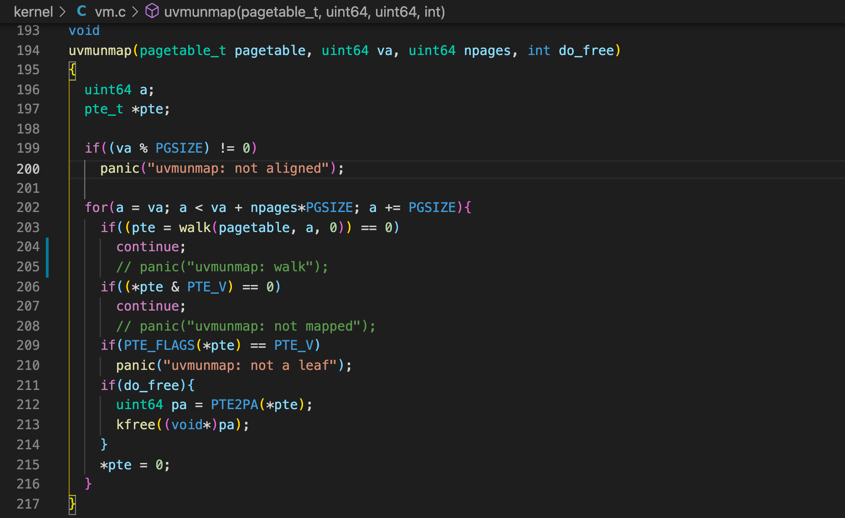 kernel > C vm.c > uvmunmap(pagetable_t, uint64, uint64, int)
193 void
194 uvmunmap(pagetable_t pagetable, uint64 va, uint64 npages, int do_free)
195 {
196   uint64 a;
197   pte_t *pte;
198
199   if((va % PGSIZE) != 0)
200     panic("uvmunmap: not aligned");
201
202   for(a = va; a < va + npages*PGSIZE; a += PGSIZE){
203     if((pte = walk(pagetable, a, 0)) == 0)
204       continue;
205       // panic("uvmunmap: walk");
206     if((*pte & PTE_V) == 0)
207       continue;
208       // panic("uvmunmap: not mapped");
209     if(PTE_FLAGS(*pte) == PTE_V)
210       panic("uvmunmap: not a leaf");
211     if(do_free){
212       uint64 pa = PTE2PA(*pte);
213       kfree((void*)pa);
214     }
215     *pte = 0;
216   }
217 }